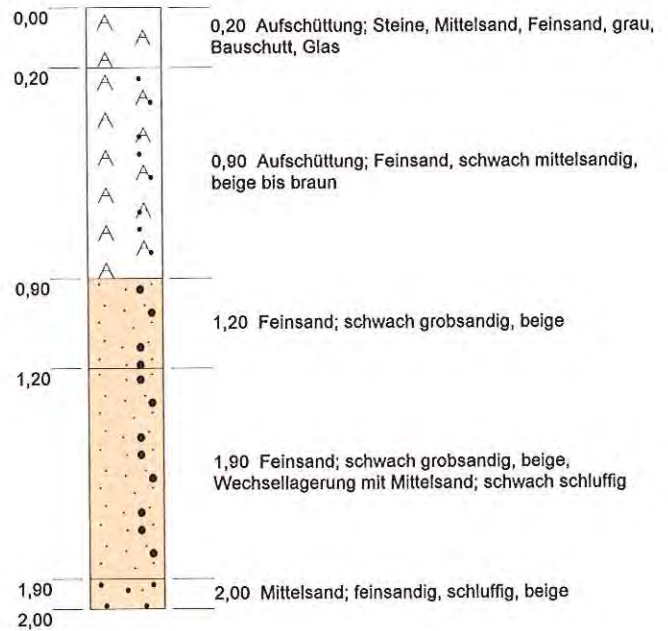 0,00
0,20 Aufschüttung; Steine, Mittelsand, Feinsand, grau,
Bauschutt, Glas
0,20
0,90 Aufschüttung; Feinsand, schwach mittelsandig,
beige bis braun
0,90
1,20 Feinsand; schwach grobsandig, beige
1,20
1,90 Feinsand; schwach grobsandig, beige,
Wechsellagerung mit Mittelsand; schwach schluffig
1,90
2,00 Mittelsand; feinsandig, schluffig, beige
2,00